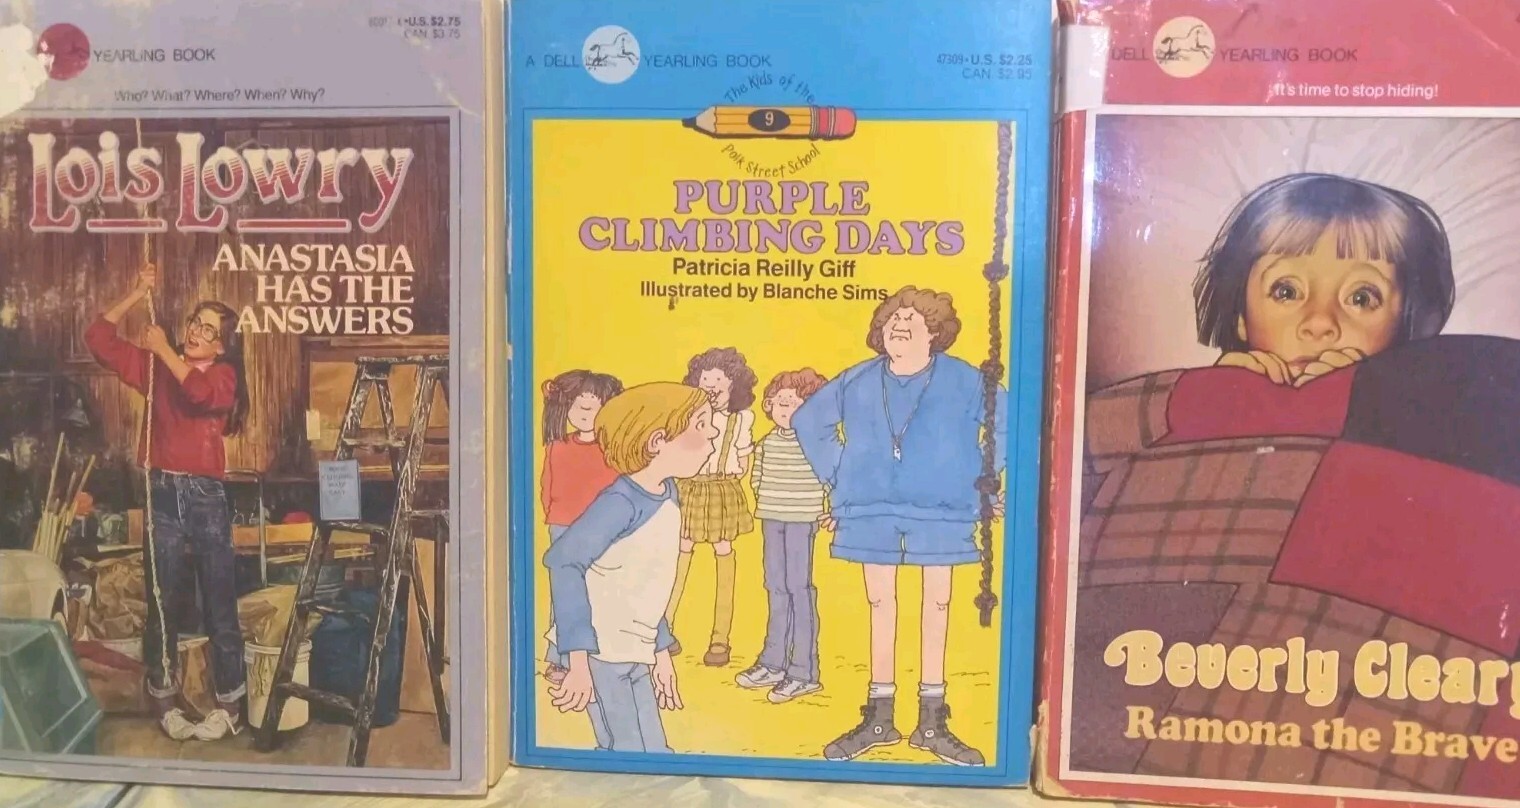 YEARLING BOOK
U.S. $2.75
CAN $3.75
Who? What? Where? When? Why?
Lois Lowry
ANASTASIA
HAS THE
ANSWERS
A DELL YEARLING BOOK
47309 • U.S. $2.25
CAN $2.95
The Kids of the
9
Polk Street School
PURPLE
CLIMBING DAYS
Patricia Reilly Giff
Illustrated by Blanche Sims
DELL YEARLING BOOK
It's time to stop hiding!
Beverly Cleary
Ramona the Brave